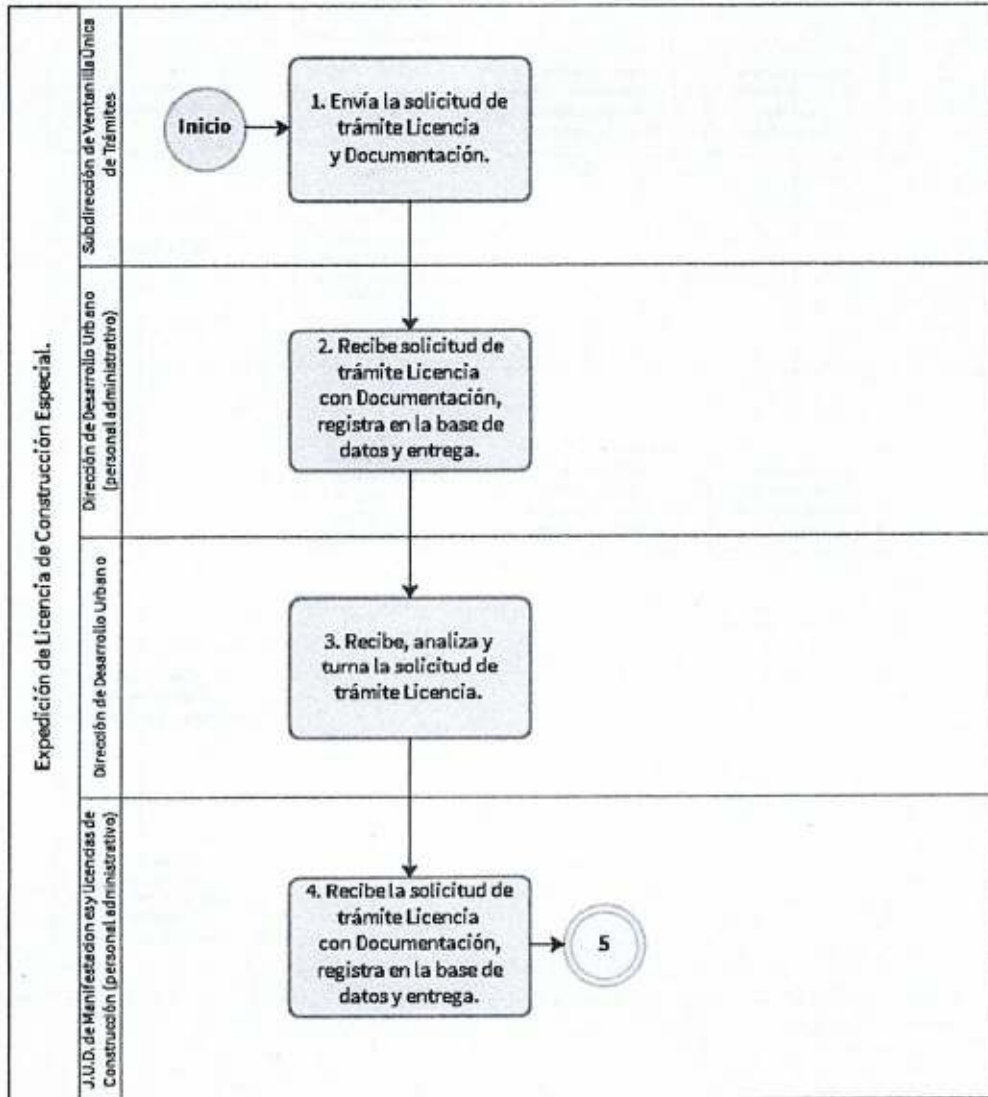 Expedición de Licencia de Construcción Especial.
Subdirección de Ventanilla Única
de Trámites
Inicio
1. Envía la solicitud de
trámite Licencia
y Documentación.
Dirección de Desarrollo Urbano
(personal administrativo)
2. Recibe solicitud de
trámite Licencia
con Documentación,
registra en la base de
datos y entrega.
Dirección de Desarrollo Urbano
3. Recibe, analiza y
turna la solicitud de
trámite Licencia.
J.U.D. de Manifestaciones y Licencias de
Construcción (personal administrativo)
4. Recibe la solicitud de
trámite Licencia
con Documentación,
registra en la base de
datos y entrega.
5